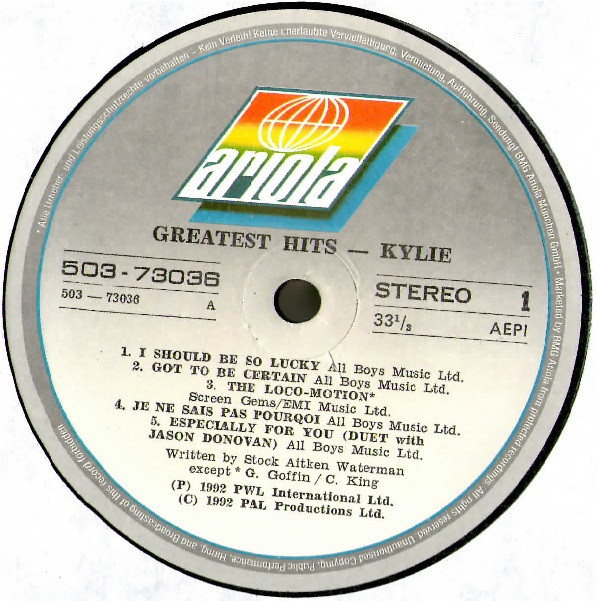 * Alle Urheber- und Leistungsschutzrechte vorbehalten - Kein Verleih! Keine unerlaubte Vervielfältigung, Vermietung, Aufführung, Sendung! BMG Ariola München GmbH • Marketed by BMG Ariola from protected recordings. All rights reserved. Unauthorised Copying, Public Performance, Hiring, and Broadcasting of this record forbidden
ariola
GREATEST HITS — KYLIE
503-73036
503 — 73036 A
STEREO 1
33 1/3 AEPI
1. I SHOULD BE SO LUCKY All Boys Music Ltd.
2. GOT TO BE CERTAIN All Boys Music Ltd.
3. THE LOCO-MOTION*
Screen Gems/EMI Music Ltd.
4. JE NE SAIS PAS POURQOI All Boys Music Ltd.
5. ESPECIALLY FOR YOU (DUET with
JASON DONOVAN) All Boys Music Ltd.
Written by Stock Aitken Waterman
except * G. Goffin / C. King
(P) 1992 PWL International Ltd.
(C) 1992 PAL Productions Ltd.